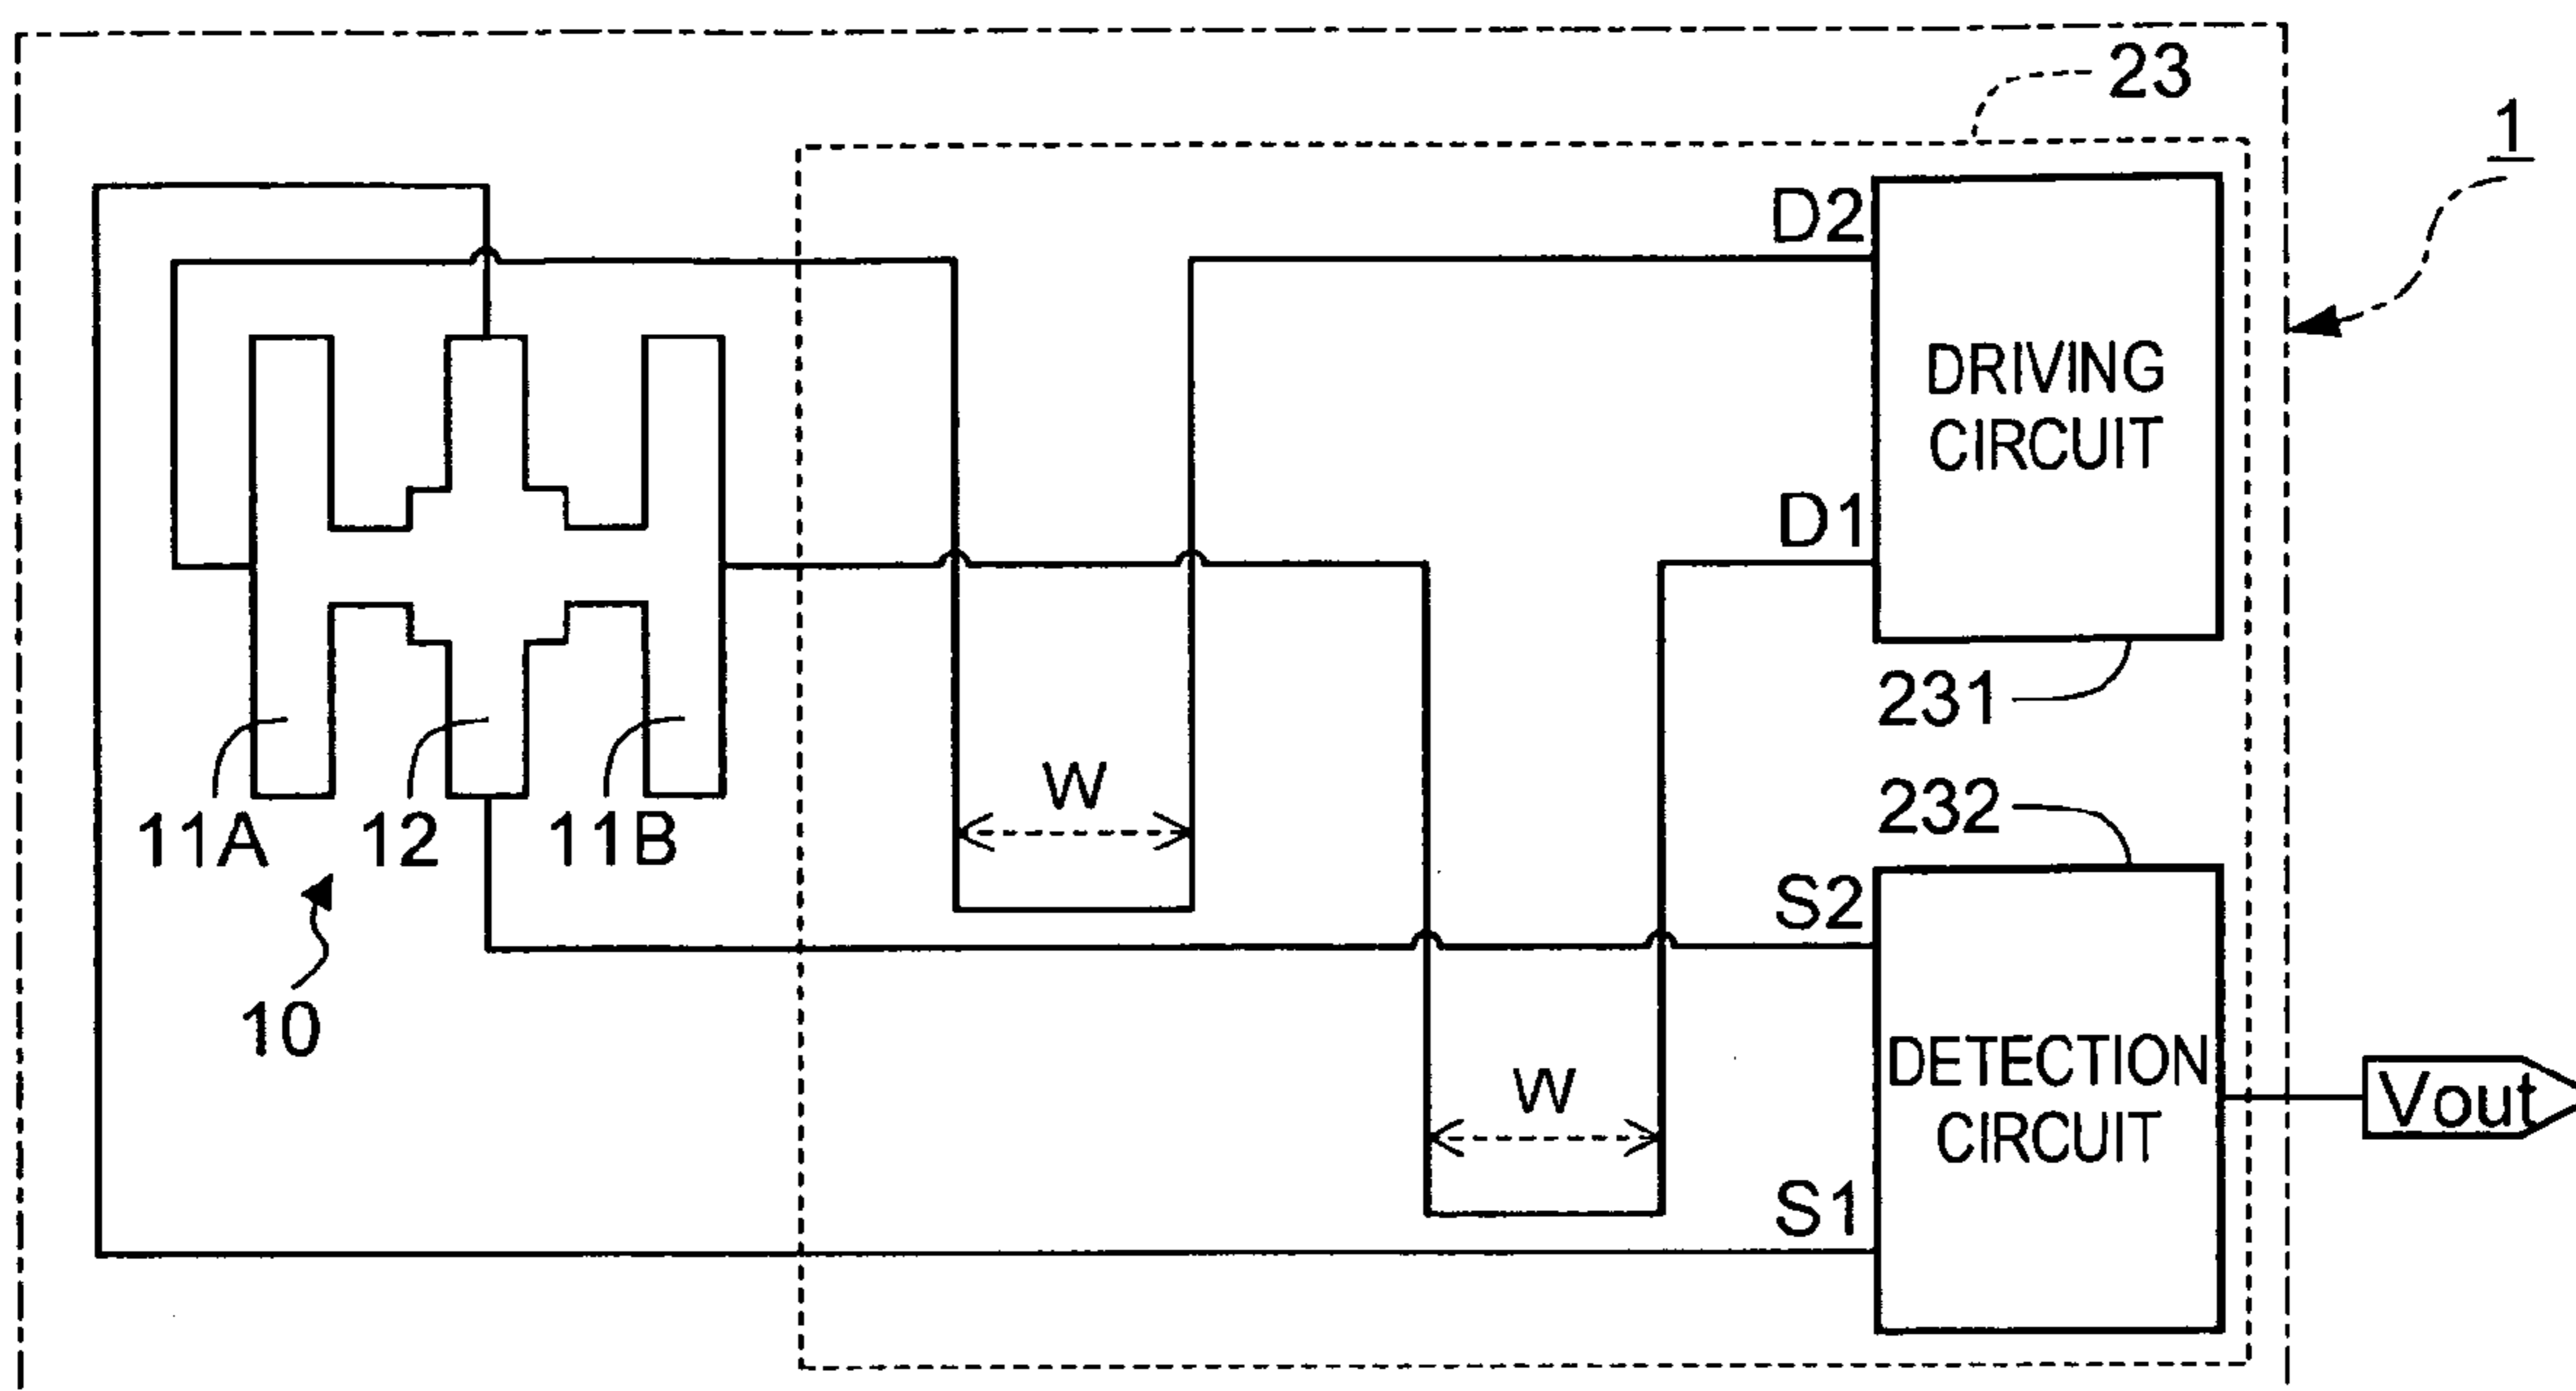 23
1
D2
DRIVING
CIRCUIT
D1
231
W
232
11A
12
11B
S2
10
DETECTION
CIRCUIT
W
Vout
S1